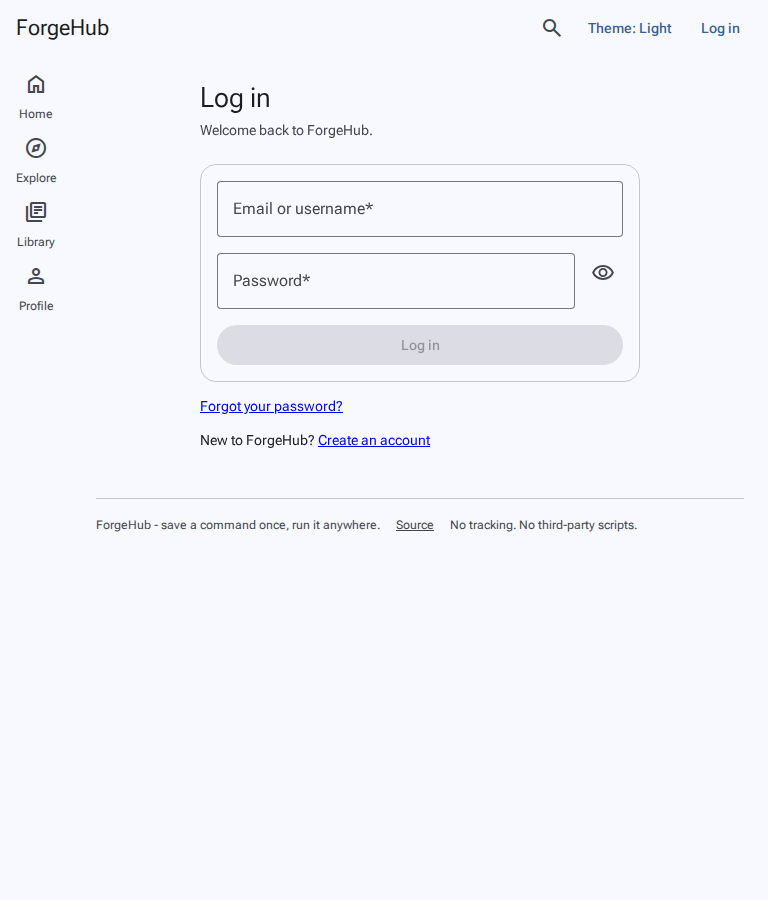 ForgeHub
Theme: Light
Log in
Home
Explore
Library
Profile
Log in
Welcome back to ForgeHub.
Email or username*
Password*
Log in
Forgot your password?
New to ForgeHub? Create an account
ForgeHub - save a command once, run it anywhere. Source No tracking. No third-party scripts.